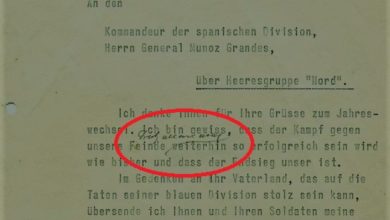 An den
Kommandeur der spanischen Division,
Herrn General Munoz Grandes,
Über Heeresgruppe "Nord".
Ich danke Ihnen für Ihre Grüsse zum Jahres-
wechsel. Ich bin gewiss, dass der Kampf gegen
unsere Feinde weiterhin so erfolgreich sein wird
wie bisher und dass der Endsieg unser ist.
Im Gedenken an Ihr Vaterland, das auf die
Taten seiner blauen Division stolz sein kann,
übersende ich Ihnen und Ihren Soldaten meine